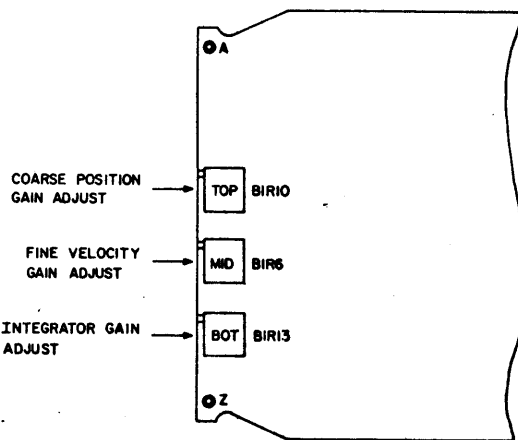 A
COARSE POSITION
GAIN ADJUST
TOP BIR10
FINE VELOCITY
GAIN ADJUST
MID BIR6
INTEGRATOR GAIN
ADJUST
BOT BIR13
Z